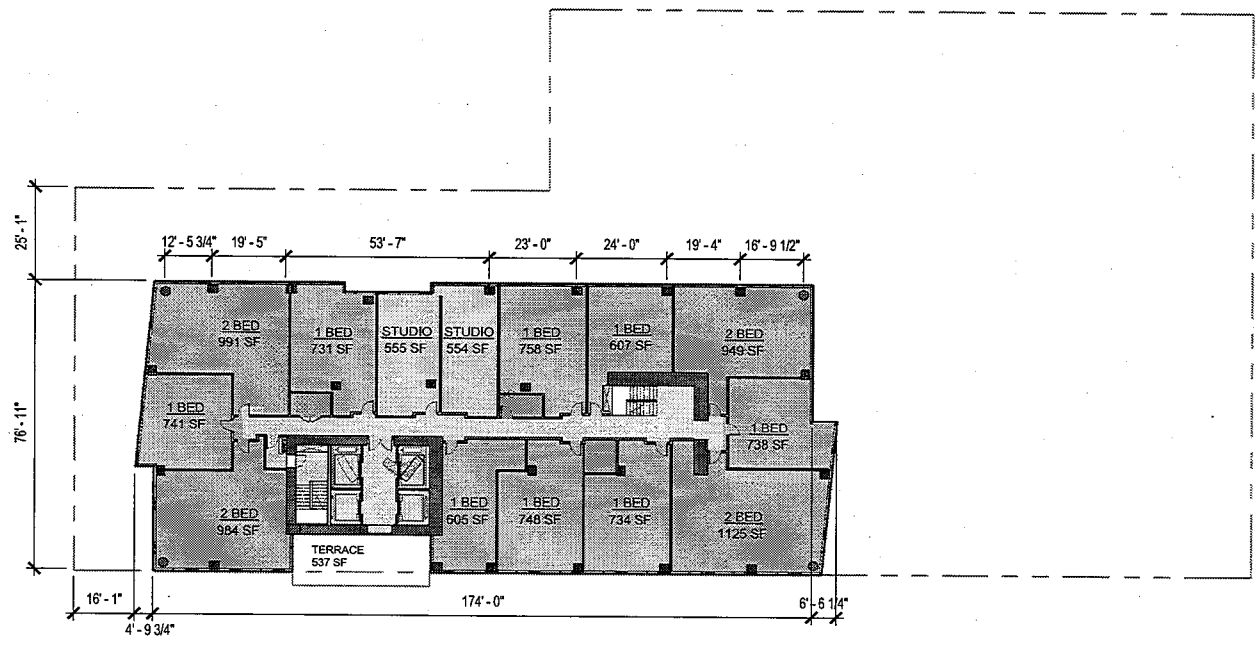 25'-1"
12'-5 3/4"
19'-5"
53'-7"
23'-0"
24'-0"
19'-4"
16'-9 1/2"
76'-11"
2 BED
991 SF
1 BED
731 SF
STUDIO
555 SF
STUDIO
554 SF
1 BED
758 SF
1 BED
607 SF
2 BED
949 SF
1 BED
741 SF
1 BED
738 SF
2 BED
984 SF
1 BED
605 SF
1 BED
748 SF
1 BED
734 SF
2 BED
1125 SF
TERRACE
537 SF
16'-1"
174'-0"
6'-6 1/4"
4'-9 3/4"